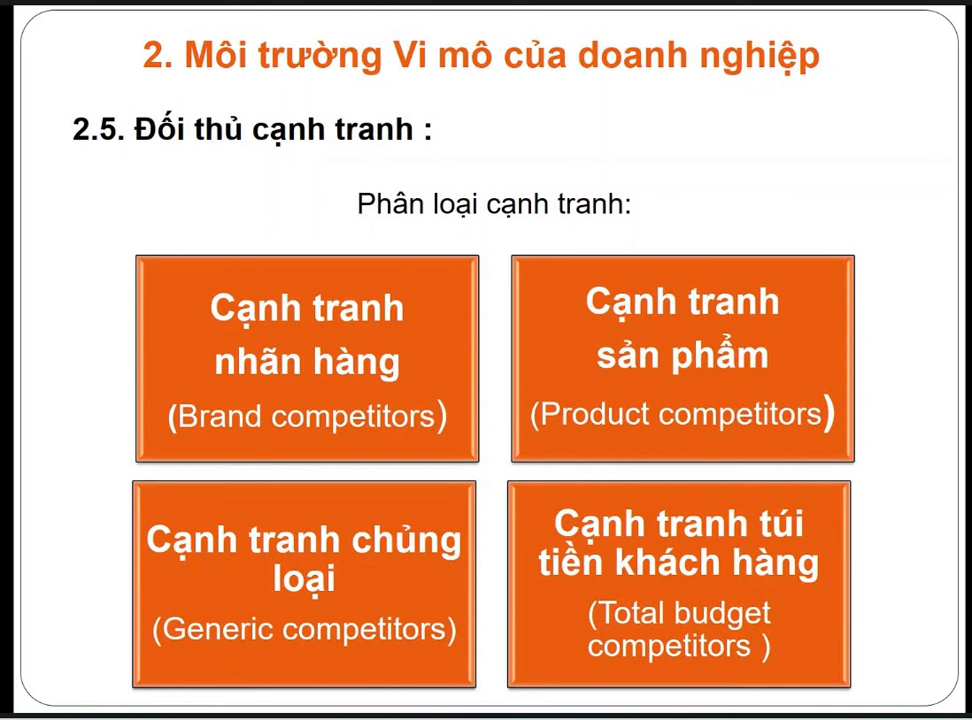 2. Môi trường Vi mô của doanh nghiệp
2.5. Đối thủ cạnh tranh :
Phân loại cạnh tranh:
Cạnh tranh
nhãn hàng
(Brand competitors)
Cạnh tranh
sản phẩm
(Product competitors)
Cạnh tranh chủng
loại
(Generic competitors)
Cạnh tranh túi
tiền khách hàng
(Total budget
competitors )